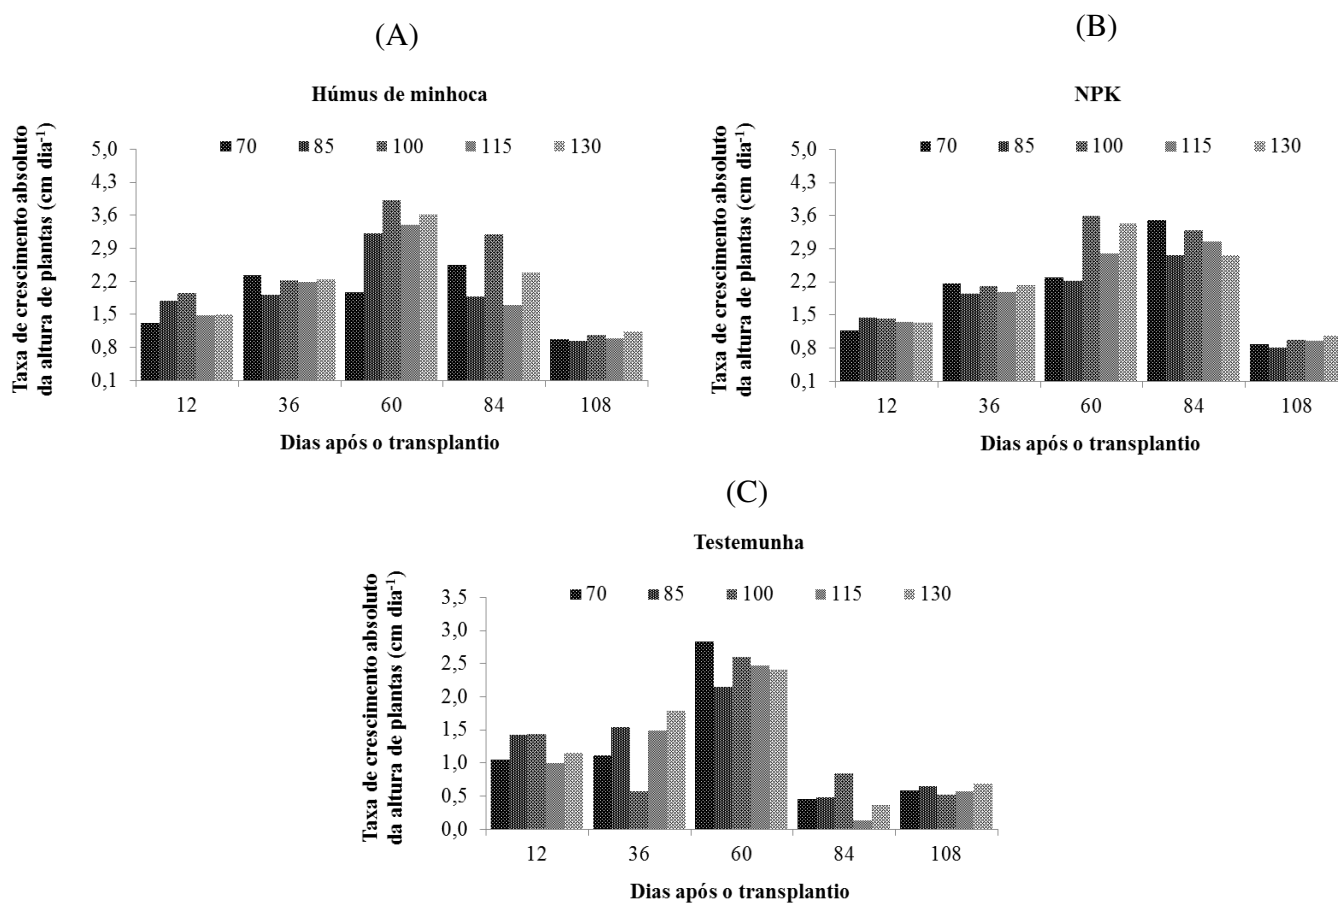 (A)
Húmus de minhoca
Taxa de crescimento absoluto
da altura de plantas (cm dia⁻¹)
70 85 100 115 130
5,0
4,3
3,6
2,9
2,2
1,5
0,8
0,1
12 36 60 84 108
Dias após o transplantio
(B)
NPK
Taxa de crescimento absoluto
da altura de plantas (cm dia⁻¹)
70 85 100 115 130
5,0
4,3
3,6
2,9
2,2
1,5
0,8
0,1
12 36 60 84 108
Dias após o transplantio
(C)
Testemunha
Taxa de crescimento absoluto
da altura de plantas (cm dia⁻¹)
70 85 100 115 130
3,5
3,0
2,5
2,0
1,5
1,0
0,5
0,0
12 36 60 84 108
Dias após o transplantio